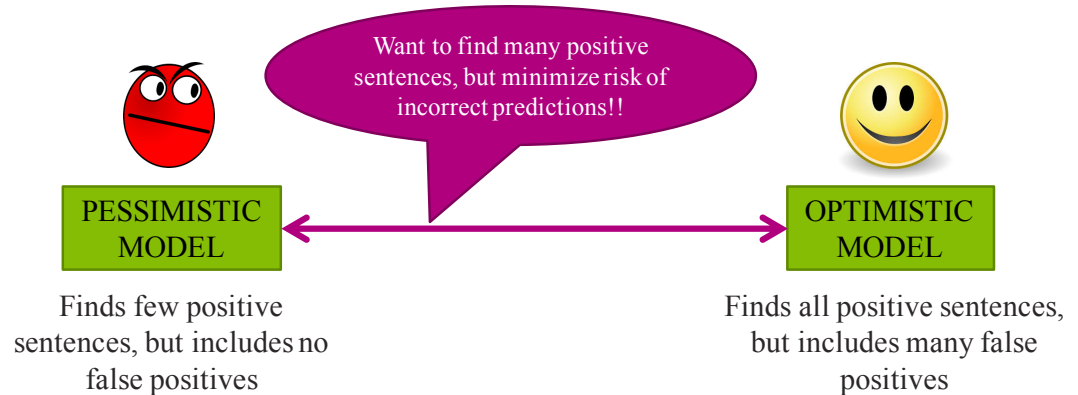 Want to find many positive
sentences, but minimize risk of
incorrect predictions!!
PESSIMISTIC
MODEL
OPTIMISTIC
MODEL
Finds few positive
sentences, but includes no
false positives
Finds all positive sentences,
but includes many false
positives